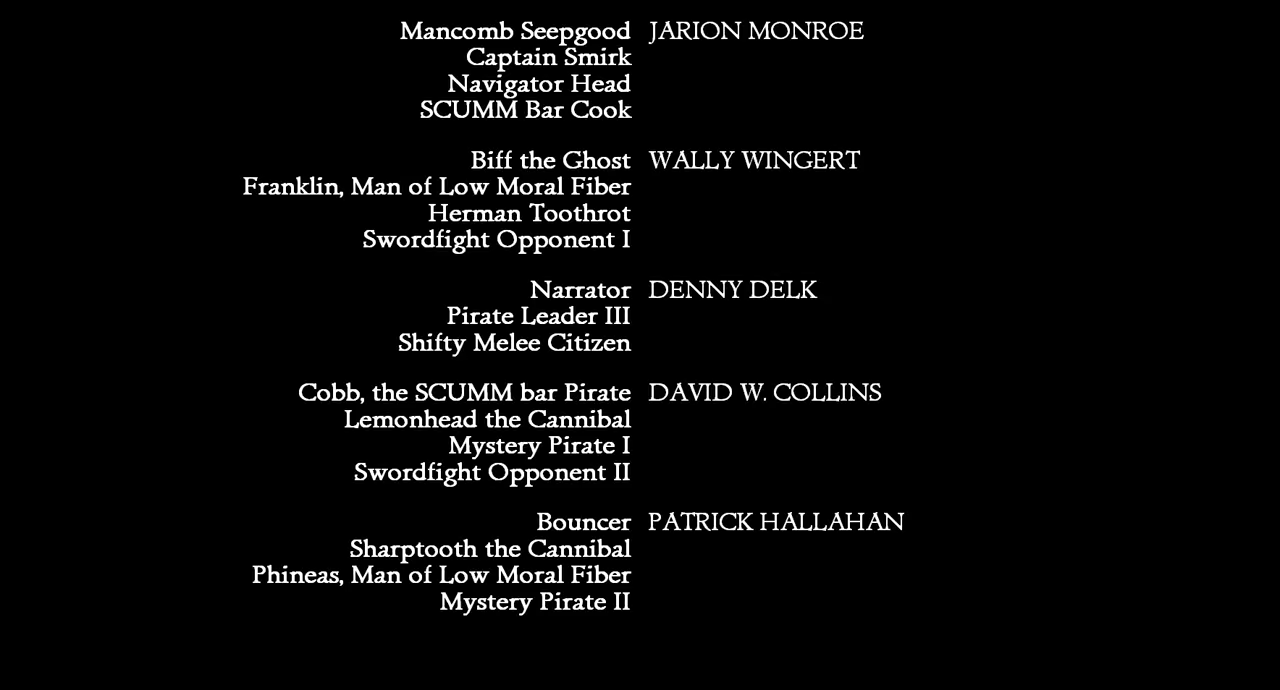 Mancomb Seepgood JARION MONROE
Captain Smirk
Navigator Head
SCUMM Bar Cook
Biff the Ghost WALLY WINGERT
Franklin, Man of Low Moral Fiber
Herman Toothrot
Swordfight Opponent I
Narrator DENNY DELK
Pirate Leader III
Shifty Melee Citizen
Cobb, the SCUMM bar Pirate DAVID W. COLLINS
Lemonhead the Cannibal
Mystery Pirate I
Swordfight Opponent II
Bouncer PATRICK HALLAHAN
Sharptooth the Cannibal
Phineas, Man of Low Moral Fiber
Mystery Pirate II